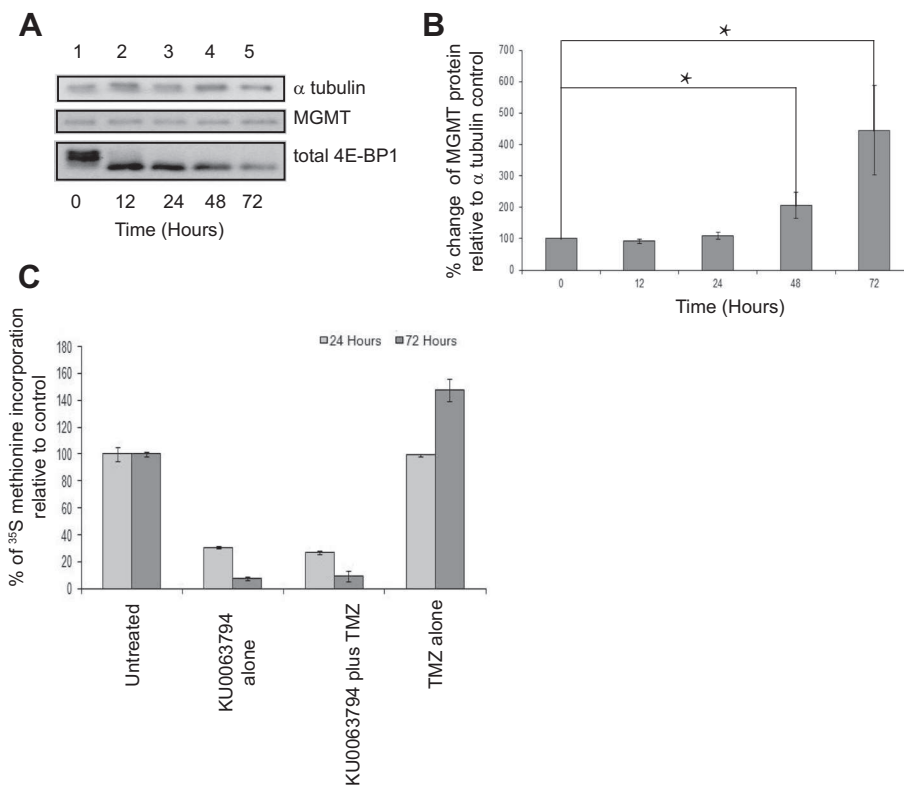 A
1 2 3 4 5
α tubulin
MGMT
total 4E-BP1
0 12 24 48 72
Time (Hours)
B
% change of MGMT protein
relative to α tubulin control
700
600
500
400
300
200
100
0
*
*
0 12 24 48 72
Time (Hours)
C
% of ³⁵S methionine incorporation
relative to control
180
160
140
120
100
80
60
40
20
0
24 Hours 72 Hours
Untreated
KU0063794
alone
KU0063794 plus TMZ
TMZ alone